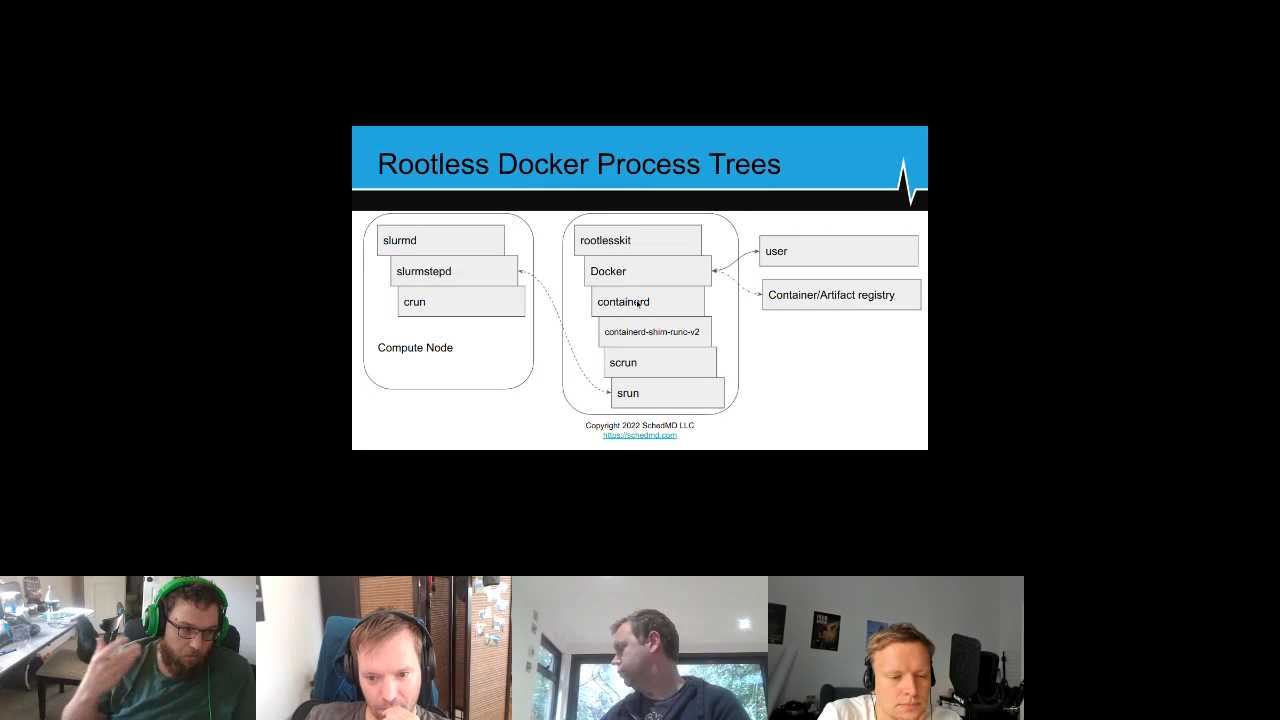 Rootless Docker Process Trees
slurmd
slurmstepd
crun
Compute Node
rootlesskit
Docker
containerd
containerd-shim-runc-v2
scrun
srun
user
Container/Artifact registry
Copyright 2022 SchedMD LLC
https://schedmd.com